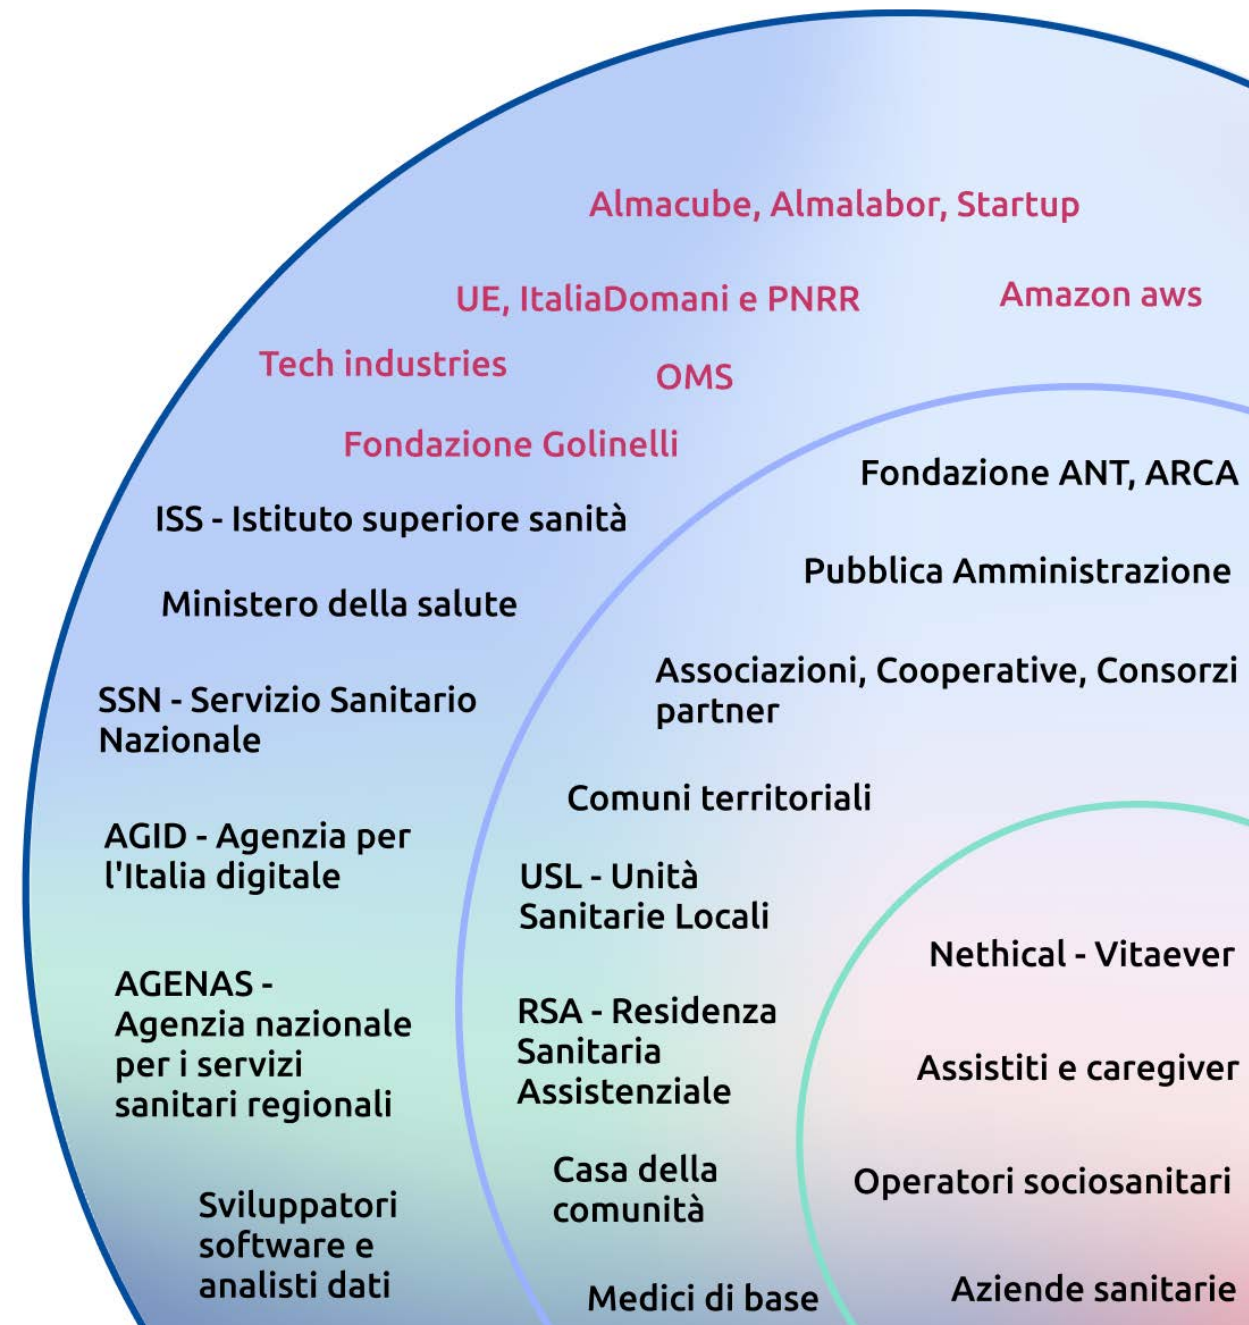 Almacube, Almalabor, Startup
UE, ItaliaDomani e PNRR
Amazon aws
Tech industries
OMS
Fondazione Golinelli
ISS - Istituto superiore sanità
Ministero della salute
SSN - Servizio Sanitario
Nazionale
AGID - Agenzia per
l'Italia digitale
AGENAS -
Agenzia nazionale
per i servizi
sanitari regionali
Sviluppatori
software e
analisti dati
Fondazione ANT, ARCA
Pubblica Amministrazione
Associazioni, Cooperative, Consorzi
partner
Comuni territoriali
USL - Unità
Sanitarie Locali
RSA - Residenza
Sanitaria
Assistenziale
Casa della
comunità
Medici di base
Nethical - Vitaever
Assistiti e caregiver
Operatori sociosanitari
Aziende sanitarie